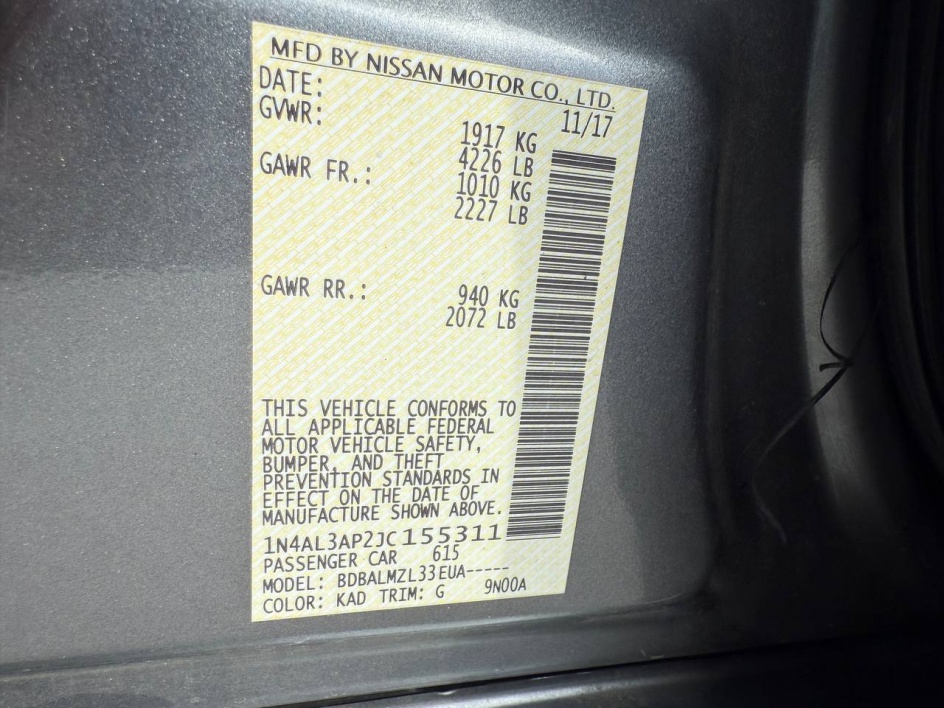 MFD BY NISSAN MOTOR CO., LTD.
DATE: 11/17
GVWR: 1917 KG
4226 LB
GAWR FR.: 1010 KG
2227 LB
GAWR RR.: 940 KG
2072 LB
THIS VEHICLE CONFORMS TO
ALL APPLICABLE FEDERAL
MOTOR VEHICLE SAFETY,
BUMPER, AND THEFT
PREVENTION STANDARDS IN
EFFECT ON THE DATE OF
MANUFACTURE SHOWN ABOVE.
1N4AL3AP2JC155311
PASSENGER CAR 615
MODEL: BDBALMZL33EUA-----
COLOR: KAD TRIM: G 9N00A